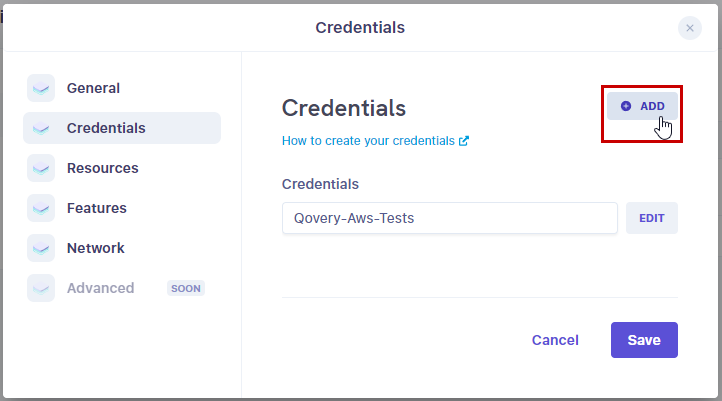 Credentials
General
Credentials
Resources
Features
Network
Advanced SOON
Credentials
ADD
How to create your credentials
Credentials
Qovery-Aws-Tests
EDIT
Cancel
Save